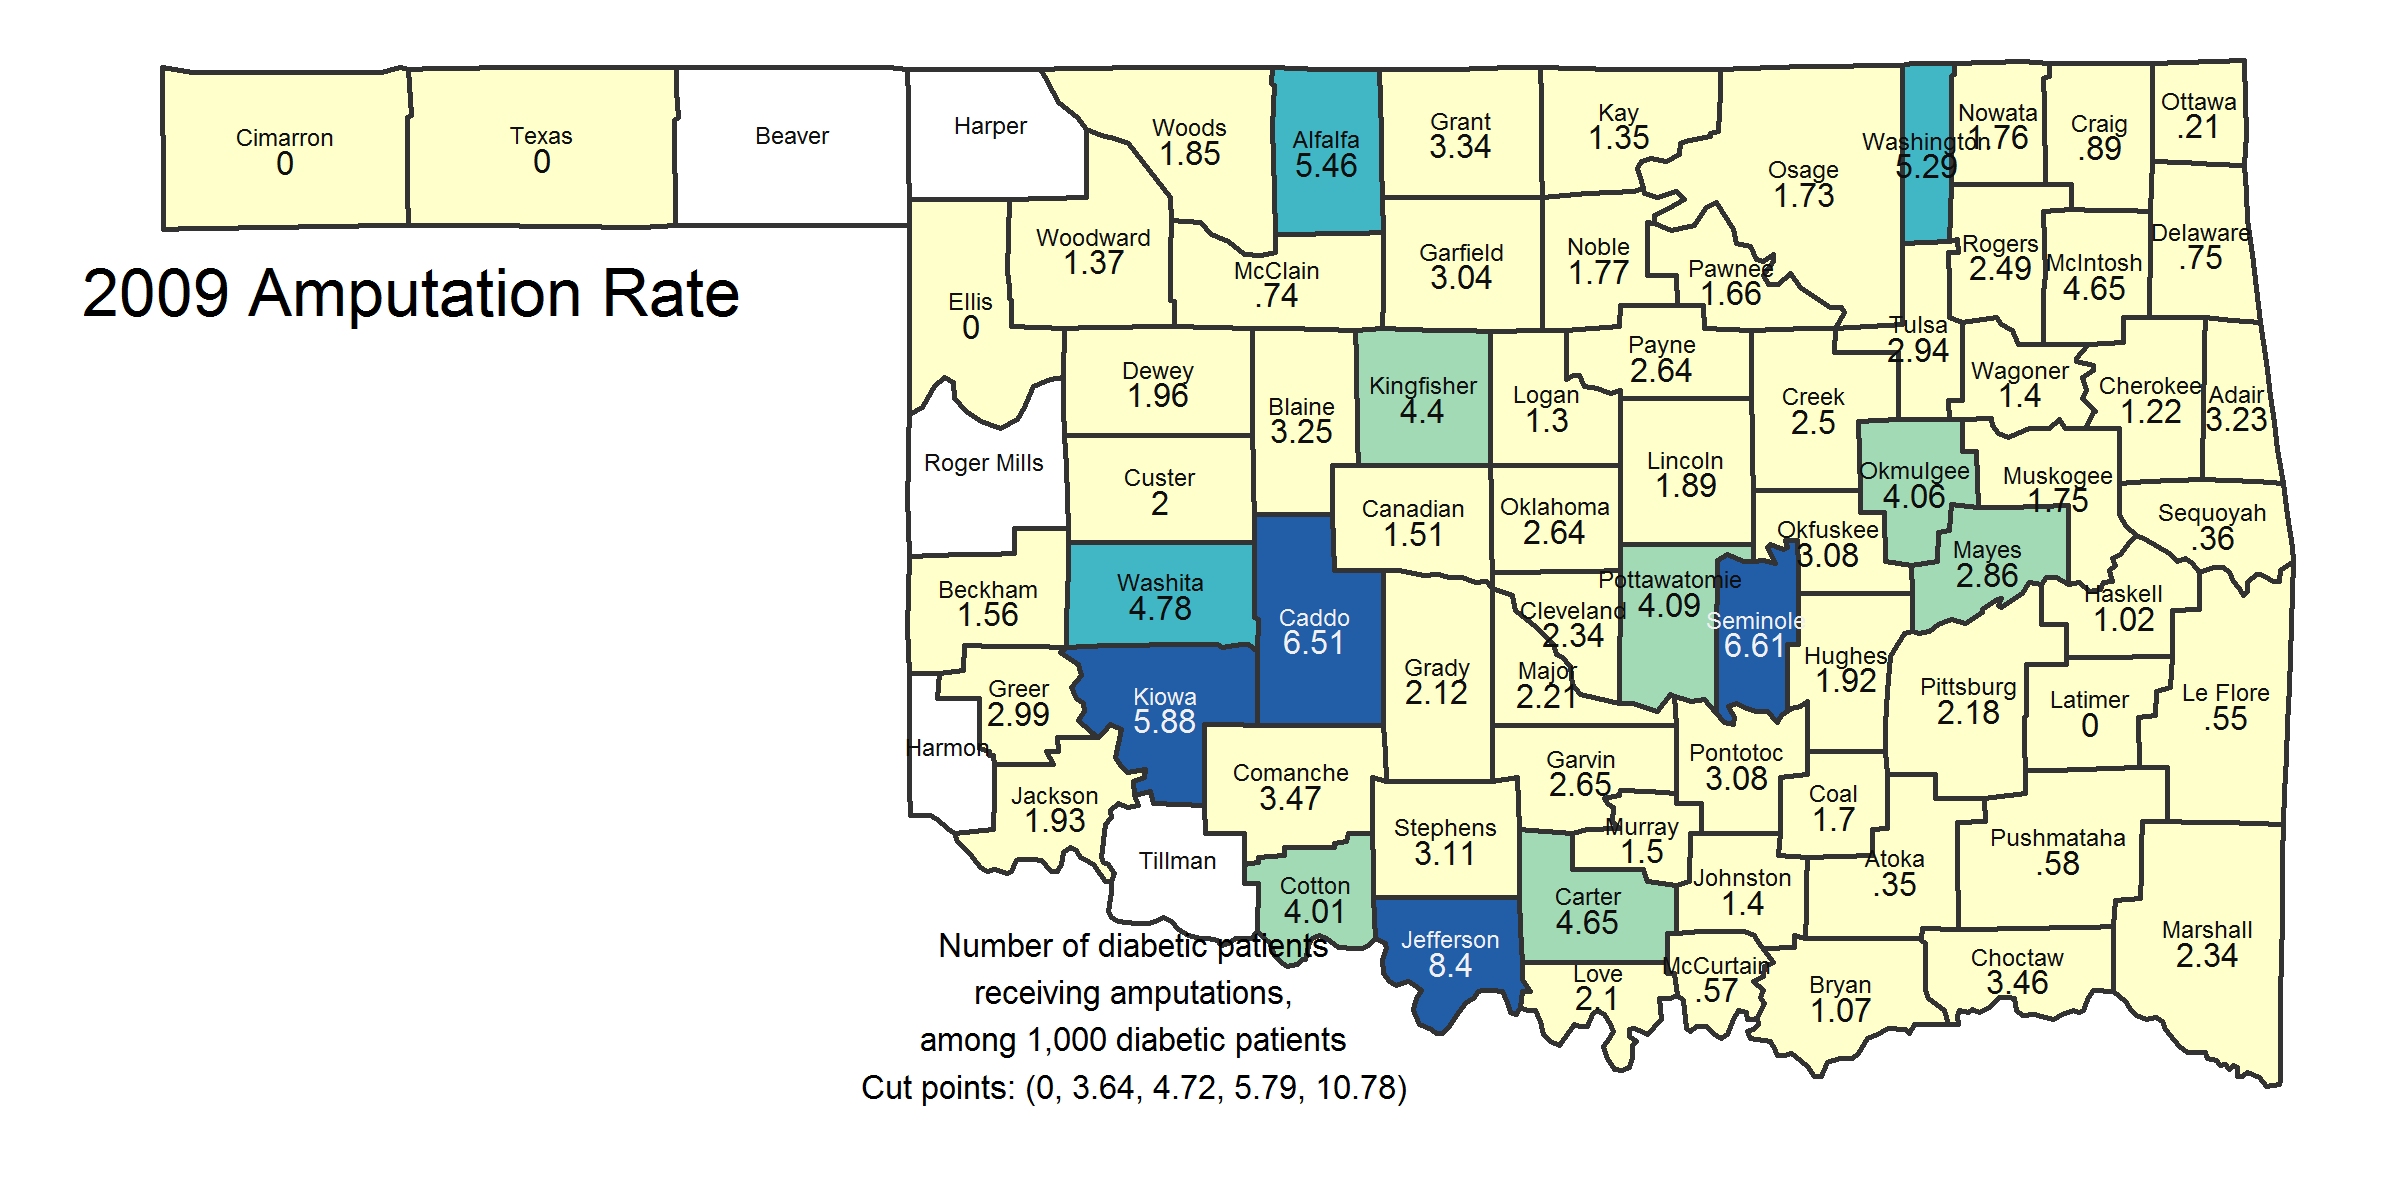 Cimarron
0
Texas
0
Beaver
Harper
Woods
1.85
Alfalfa
5.46
Grant
3.34
Kay
1.35
Osage
1.73
Washington
5.29
Nowata
1.76
Craig
.89
Ottawa
.21
2009 Amputation Rate
Ellis
0
Woodward
1.37
McClain
.74
Garfield
3.04
Noble
1.77
Pawnee
1.66
Rogers
2.49
McIntosh
4.65
Delaware
.75
Tulsa
2.94
Dewey
1.96
Blaine
3.25
Kingfisher
4.4
Logan
1.3
Payne
2.64
Creek
2.5
Wagoner
1.4
Cherokee
1.22
Adair
3.23
Roger Mills
Custer
2
Canadian
1.51
Oklahoma
2.64
Lincoln
1.89
Okmulgee
4.06
Muskogee
1.75
Sequoyah
.36
Okfuskee
3.08
Mayes
2.86
Beckham
1.56
Washita
4.78
Caddo
6.51
Cleveland
2.34
Pottawatomie
4.09
Seminole
6.61
Haskell
1.02
Hughes
1.92
Greer
2.99
Kiowa
5.88
Grady
2.12
Major
2.21
Pittsburg
2.18
Latimer
0
Le Flore
.55
Harmon
Jackson
1.93
Comanche
3.47
Garvin
2.65
Pontotoc
3.08
Coal
1.7
Tillman
Stephens
3.11
Murray
1.5
Atoka
.35
Pushmataha
.58
Cotton
4.01
Carter
4.65
Johnston
1.4
Jefferson
8.4
Love
2.1
McCurtain
.57
Bryan
1.07
Choctaw
3.46
Marshall
2.34
Number of diabetic patients
receiving amputations,
among 1,000 diabetic patients
Cut points: (0, 3.64, 4.72, 5.79, 10.78)